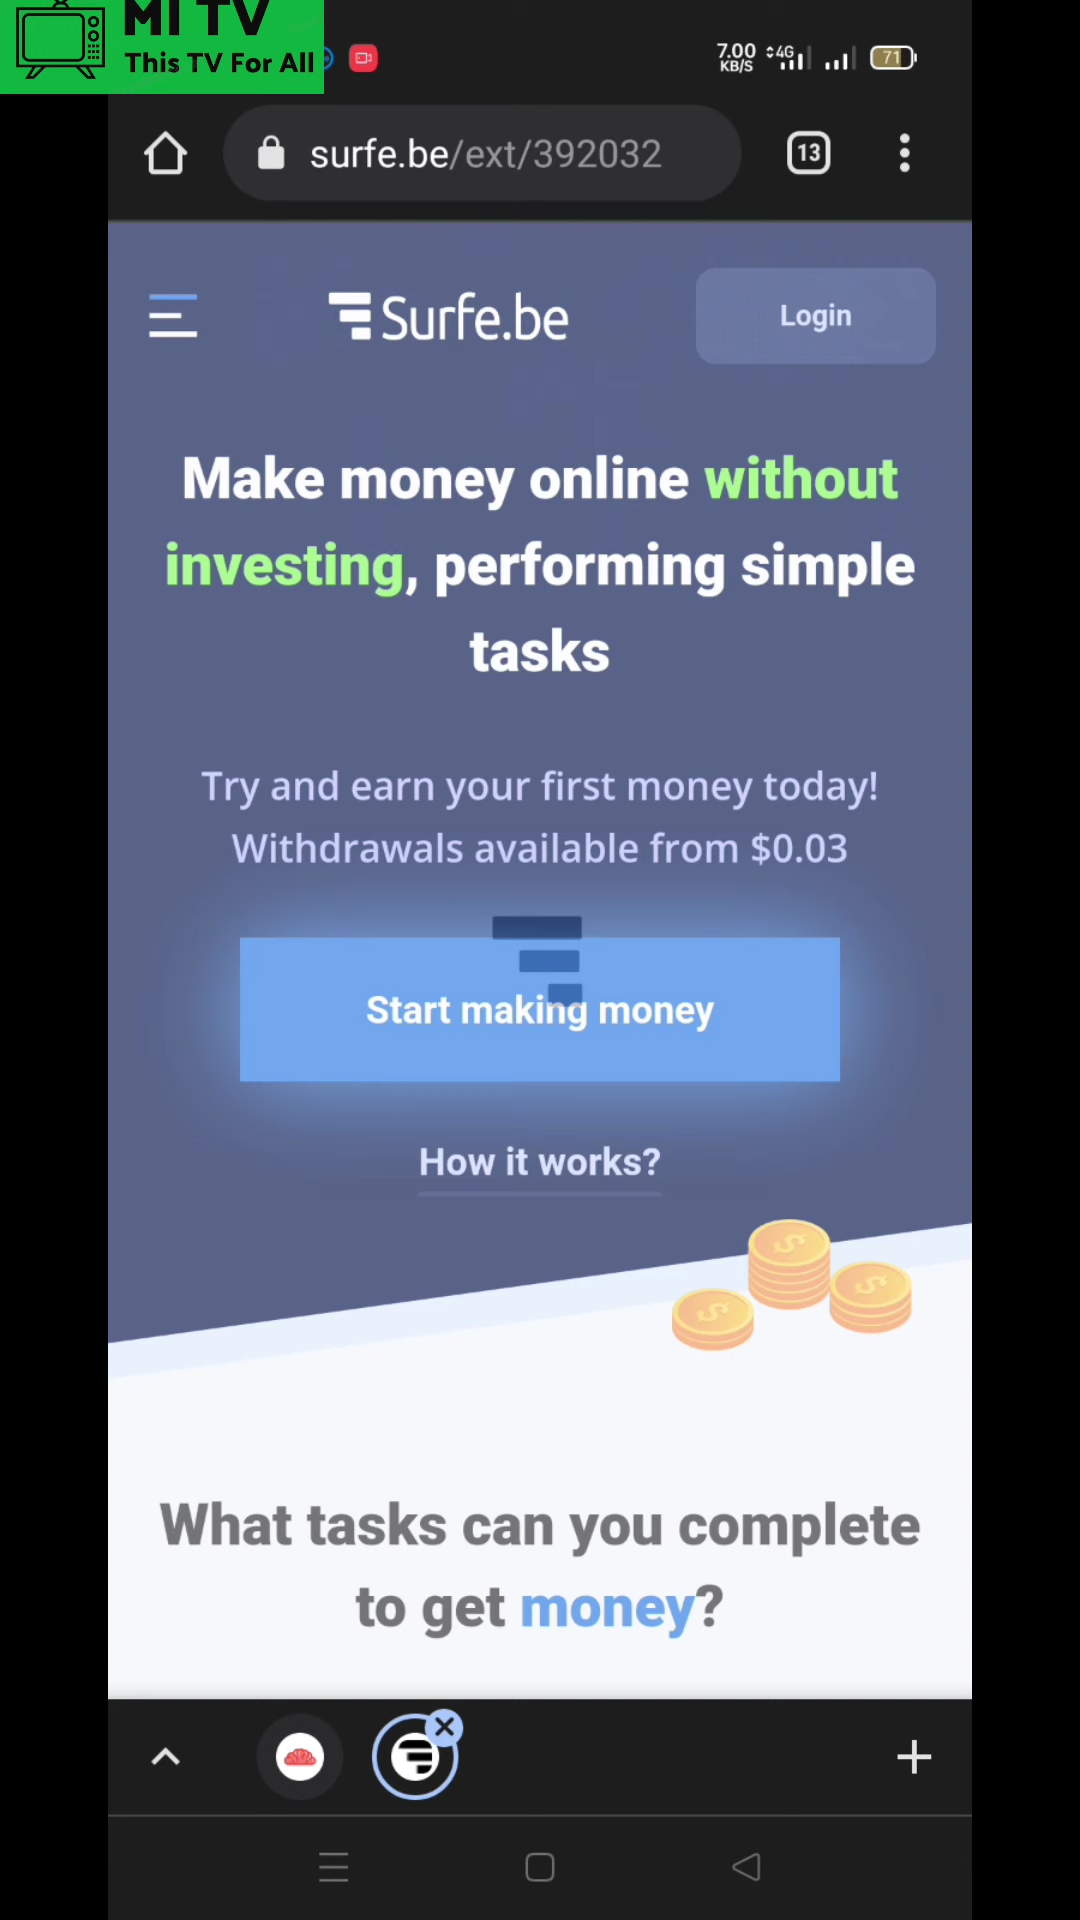 MI TV
This TV For All
7.00
KB/S
4G
71
surfe.be/ext/392032
13
Surfe.be
Login
Make money online without
investing, performing simple
tasks
Try and earn your first money today!
Withdrawals available from $0.03
Start making money
How it works?
What tasks can you complete
to get money?